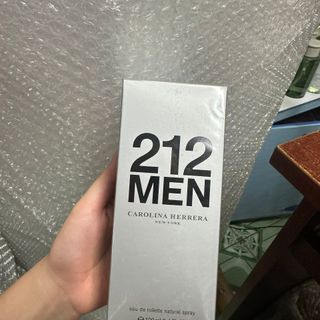 212
MEN
CAROLINA HERRERA
NEW YORK
eau de toilette natural spray